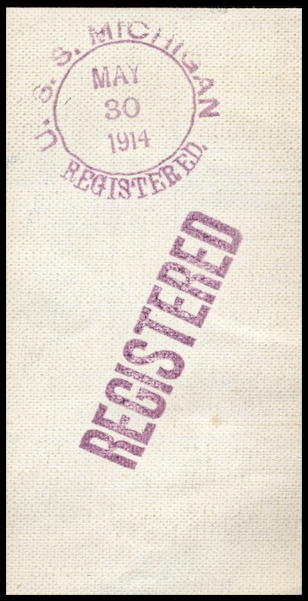 U. S. S. MICHIGAN
MAY
30
1914
REGISTERED.
REGISTERED